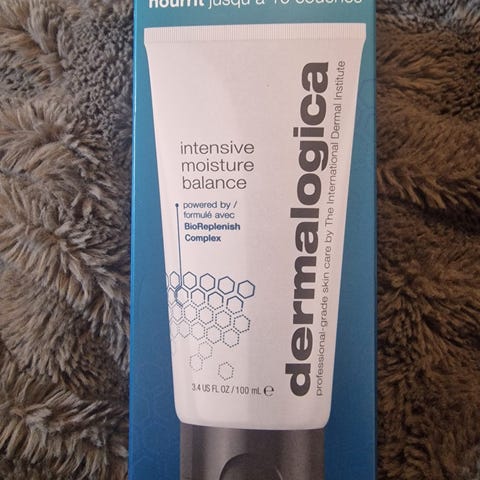 nourrit jusqu'à 10 couches
intensive
moisture
balance
powered by /
formulé avec
BioReplenish
Complex
3.4 US FL OZ / 100 mL ℮
dermalogica
professional-grade skin care by The International Dermal Institute